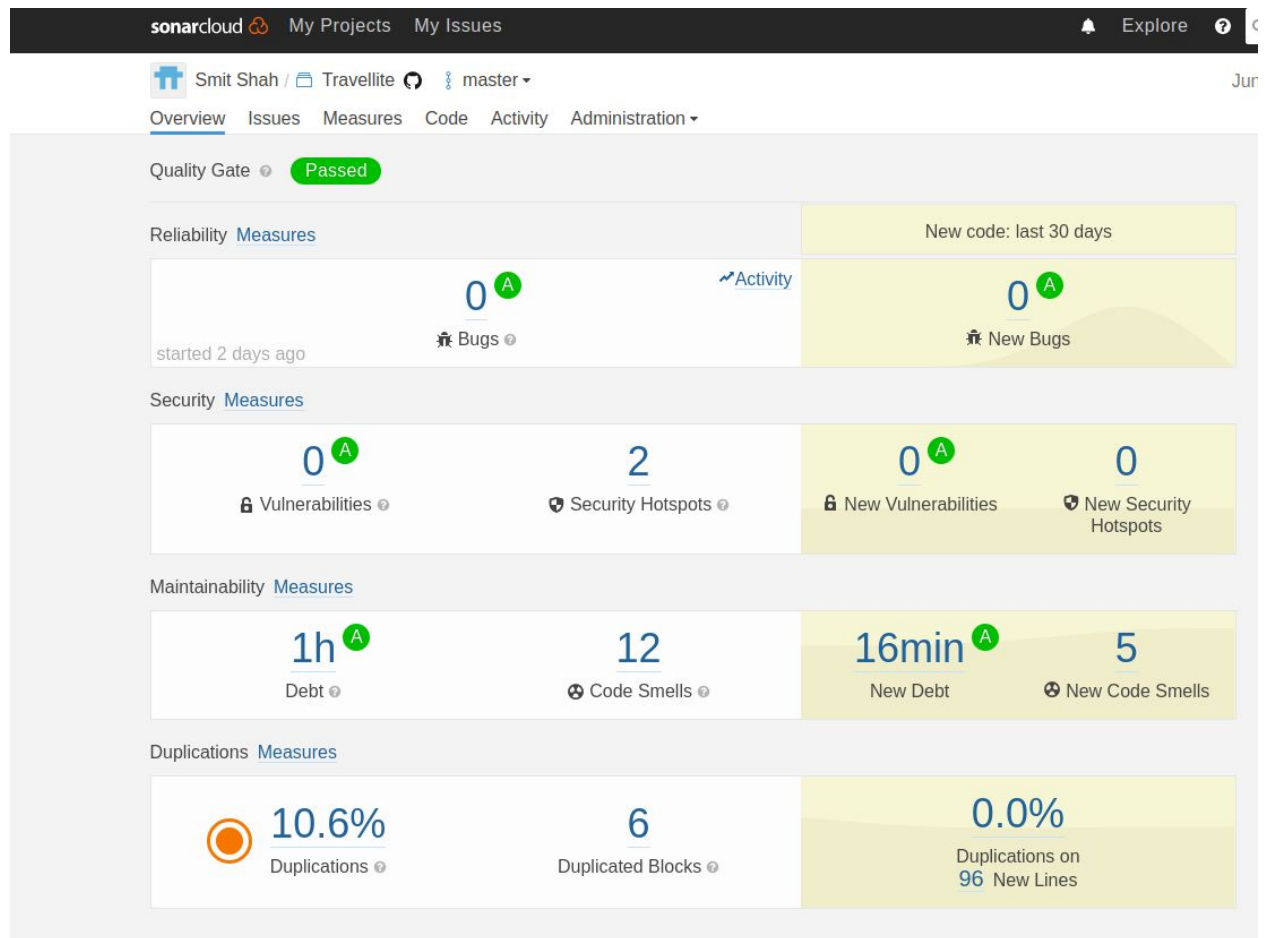 sonarcloud My Projects My Issues Explore
Smit Shah / Travellite master Jun
Overview Issues Measures Code Activity Administration
Quality Gate Passed
Reliability Measures New code: last 30 days
0 A Activity 0 A
Bugs New Bugs
started 2 days ago
Security Measures
0 A 2 0 A 0
Vulnerabilities Security Hotspots New Vulnerabilities New Security
Hotspots
Maintainability Measures
1h A 12 16min A 5
Debt Code Smells New Debt New Code Smells
Duplications Measures
10.6% 6 0.0%
Duplications Duplicated Blocks Duplications on
96 New Lines